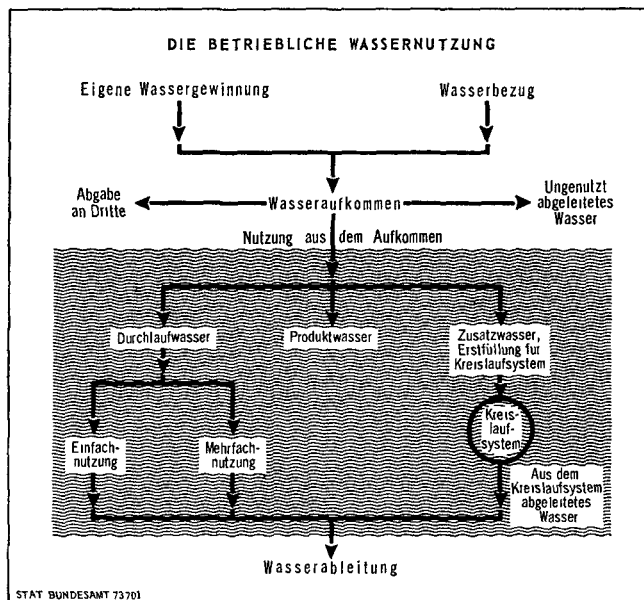 DIE BETRIEBLICHE WASSERNUTZUNG
Eigene Wassergewinnung
Wasserbezug
Abgabe
an Dritte
Wasseraufkommen
Ungenutzt
abgeleitetes
Wasser
Nutzung aus dem Aufkommen
Durchlaufwasser
Produktwasser
Zusatzwasser,
Erstfüllung für
Kreislaufsystem
Kreis-
lauf-
system
Einfach-
nutzung
Mehrfach-
nutzung
Aus dem
Kreislaufsystem
abgeleitetes
Wasser
Wasserableitung
STAT BUNDESAMT 73701